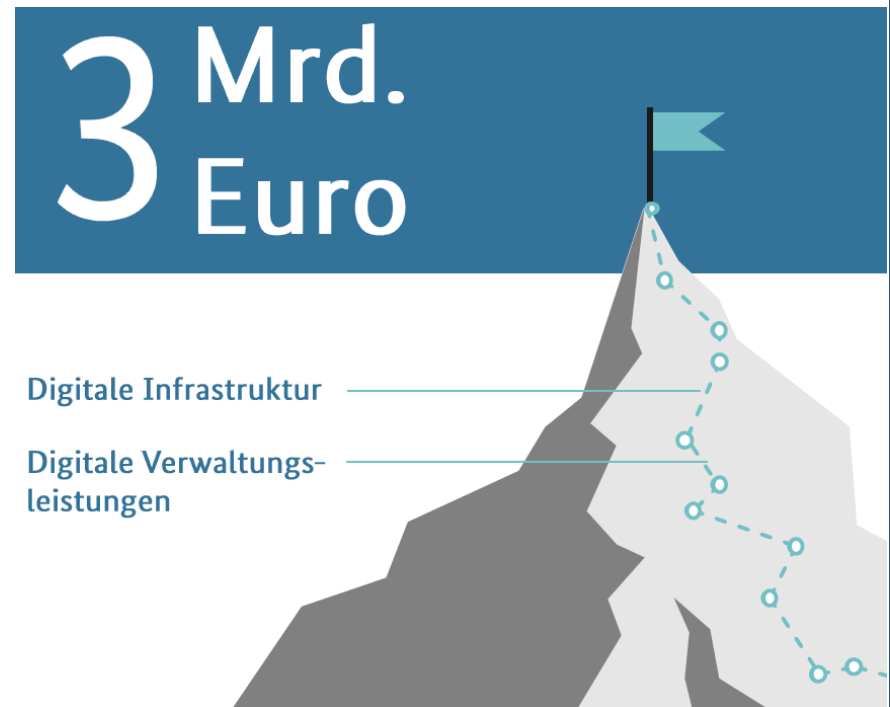 3 Mrd.
Euro
Digitale Infrastruktur
Digitale Verwaltungs-
leistungen